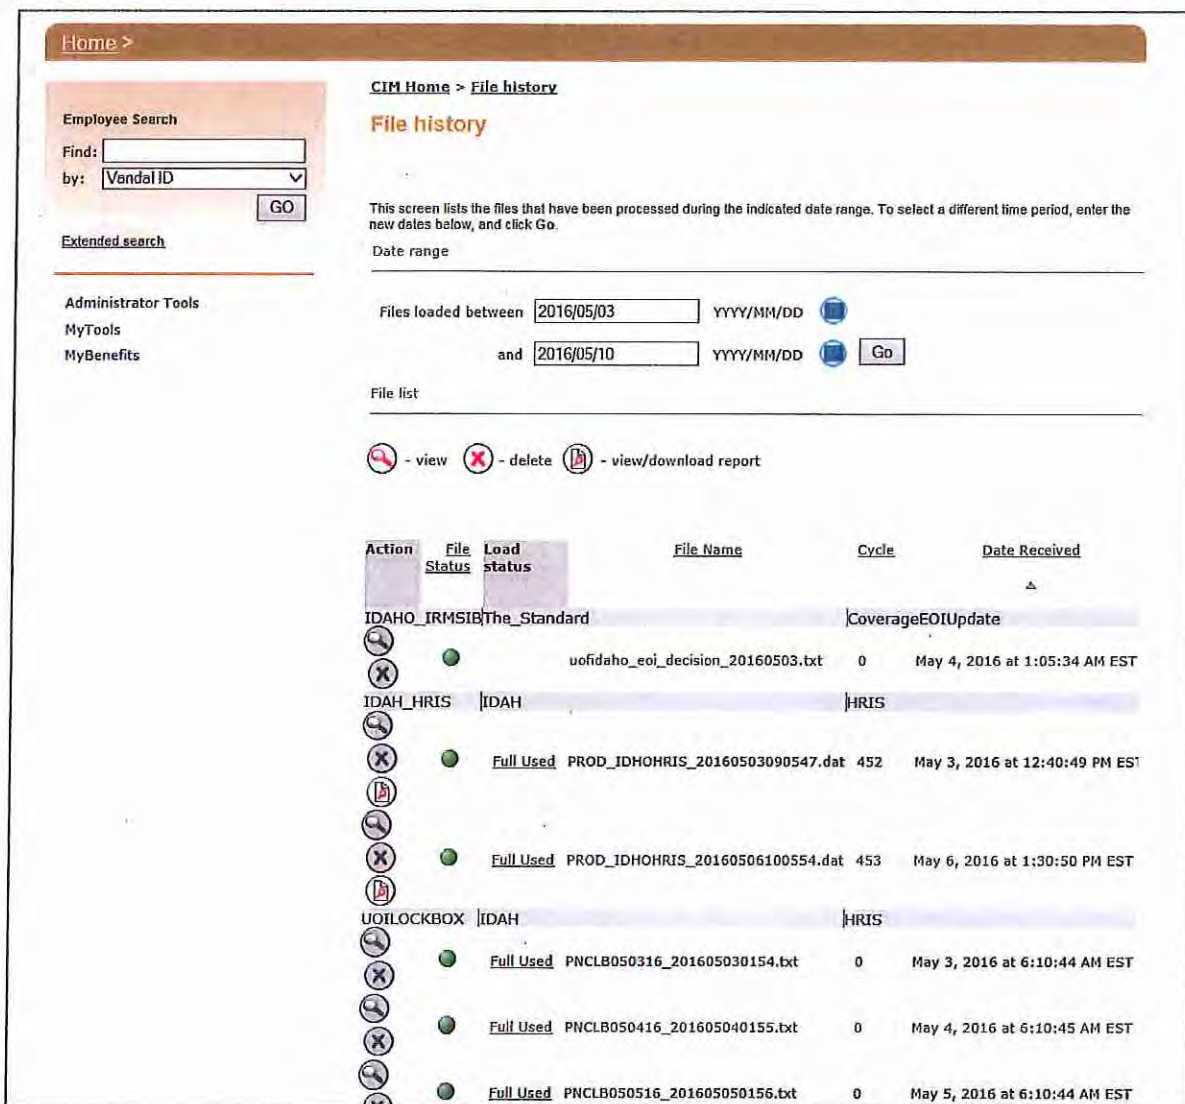 Home >
CIM Home > File history
Employee Search
Find:
by: Vandal ID
GO
Extended search
Administrator Tools
MyTools
MyBenefits
File history
This screen lists the files that have been processed during the indicated date range. To select a different time period, enter the
new dates below, and click Go.
Date range
Files loaded between 2016/05/03 YYYY/MM/DD
and 2016/05/10 YYYY/MM/DD Go
File list
- view - delete - view/download report
Action File Status Load status File Name Cycle Date Received
IDAHO_IRMSIB The_Standard CoverageEOIUpdate
uofidaho_eoi_decision_20160503.txt 0 May 4, 2016 at 1:05:34 AM EST
IDAH_HRIS IDAH HRIS
Full Used PROD_IDHOHRIS_20160503090547.dat 452 May 3, 2016 at 12:40:49 PM EST
Full Used PROD_IDHOHRIS_20160506100554.dat 453 May 6, 2016 at 1:30:50 PM EST
UOILOCKBOX IDAH HRIS
Full Used PNCLB050316_201605030154.txt 0 May 3, 2016 at 6:10:44 AM EST
Full Used PNCLB050416_201605040155.txt 0 May 4, 2016 at 6:10:45 AM EST
Full Used PNCLB050516_201605050156.txt 0 May 5, 2016 at 6:10:44 AM EST